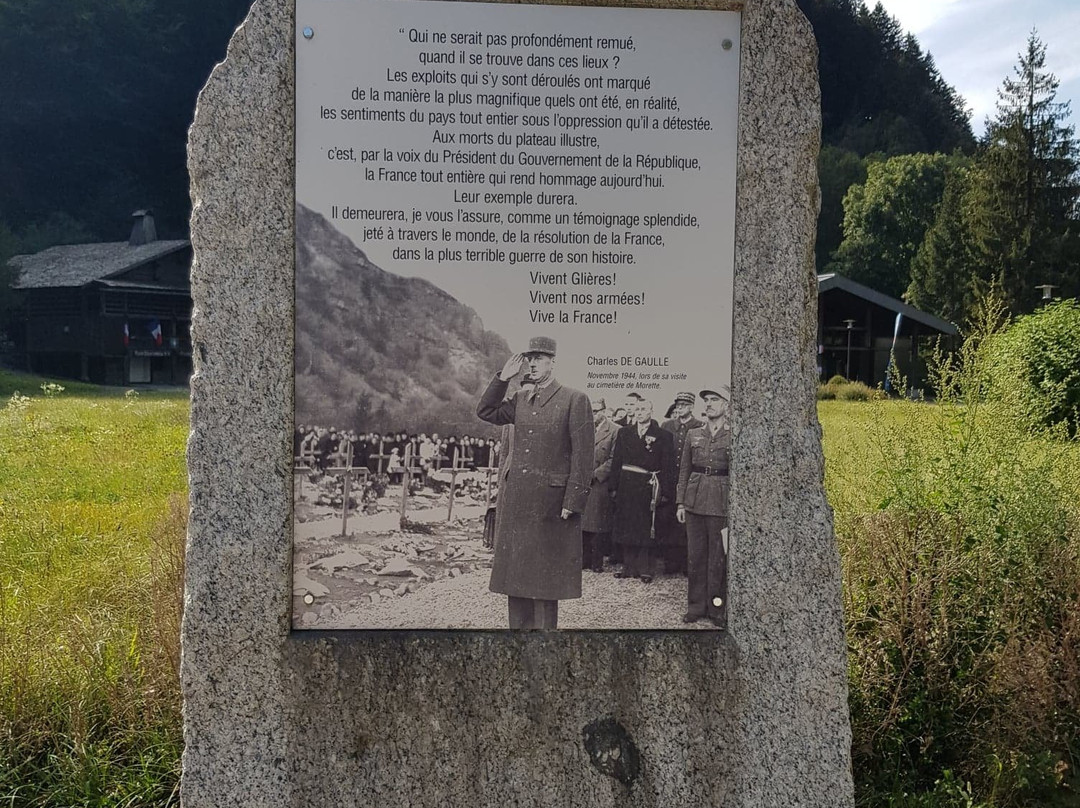 “ Qui ne serait pas profondément remué,
quand il se trouve dans ces lieux ?
Les exploits qui s’y sont déroulés ont marqué
de la manière la plus magnifique quels ont été, en réalité,
les sentiments du pays tout entier sous l’oppression qu’il a détestée.
Aux morts du plateau illustre,
c’est, par la voix du Président du Gouvernement de la République,
la France tout entière qui rend hommage aujourd’hui.
Leur exemple durera.
Il demeurera, je vous l’assure, comme un témoignage splendide,
jeté à travers le monde, de la résolution de la France,
dans la plus terrible guerre de son histoire.
Vivent Glières!
Vivent nos armées!
Vive la France!
Charles DE GAULLE
Novembre 1944, lors de sa visite
au cimetière de Morette.